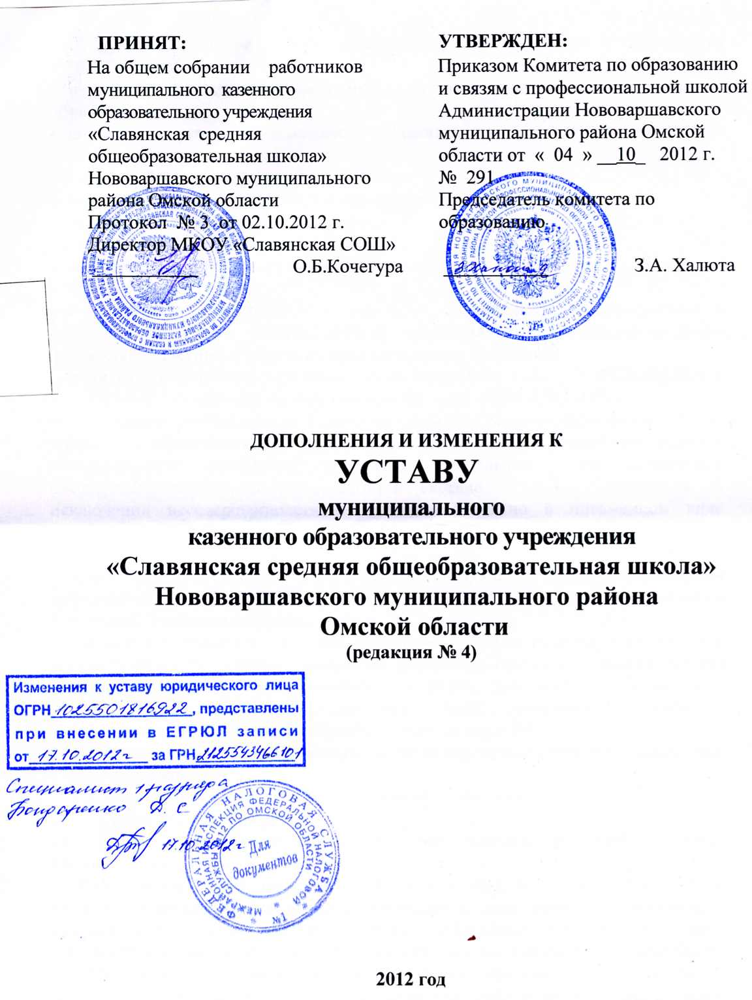 ПРИНЯТ:
На общем собрании работников
муниципального казенного
образовательного учреждения
«Славянская средняя
общеобразовательная школа»
Нововаршавского муниципального
района Омской области
Протокол № 3 от 02.10.2012 г.
Директор МКОУ «Славянская СОШ»
О.Б.Кочегура
УТВЕРЖДЕН:
Приказом Комитета по образованию
и связям с профессиональной школой
Администрации Нововаршавского
муниципального района Омской
области от « 04 » __10_ 2012 г.
№ 291
Председатель комитета по
образованию
З.А. Халюта
ДОПОЛНЕНИЯ И ИЗМЕНЕНИЯ К
УСТАВУ
муниципального
казенного образовательного учреждения
«Славянская средняя общеобразовательная школа»
Нововаршавского муниципального района
Омской области
(редакция № 4)
Изменения к уставу юридического лица
ОГРН 1025501816922, представлены
при внесении в ЕГРЮЛ записи
от 17.10.2012 г за ГРН 2125543466101
Специалист 1 разряда
Бондаренко Д. С
17.10.2012 г
ФЕДЕРАЛЬНАЯ НАЛОГОВАЯ СЛУЖБА
МЕЖРАЙОННАЯ ИНСПЕКЦИЯ ФЕДЕРАЛЬНОЙ НАЛОГОВОЙ
СЛУЖБЫ №12 ПО ОМСКОЙ ОБЛАСТИ
Для
документов
№1
2012 год